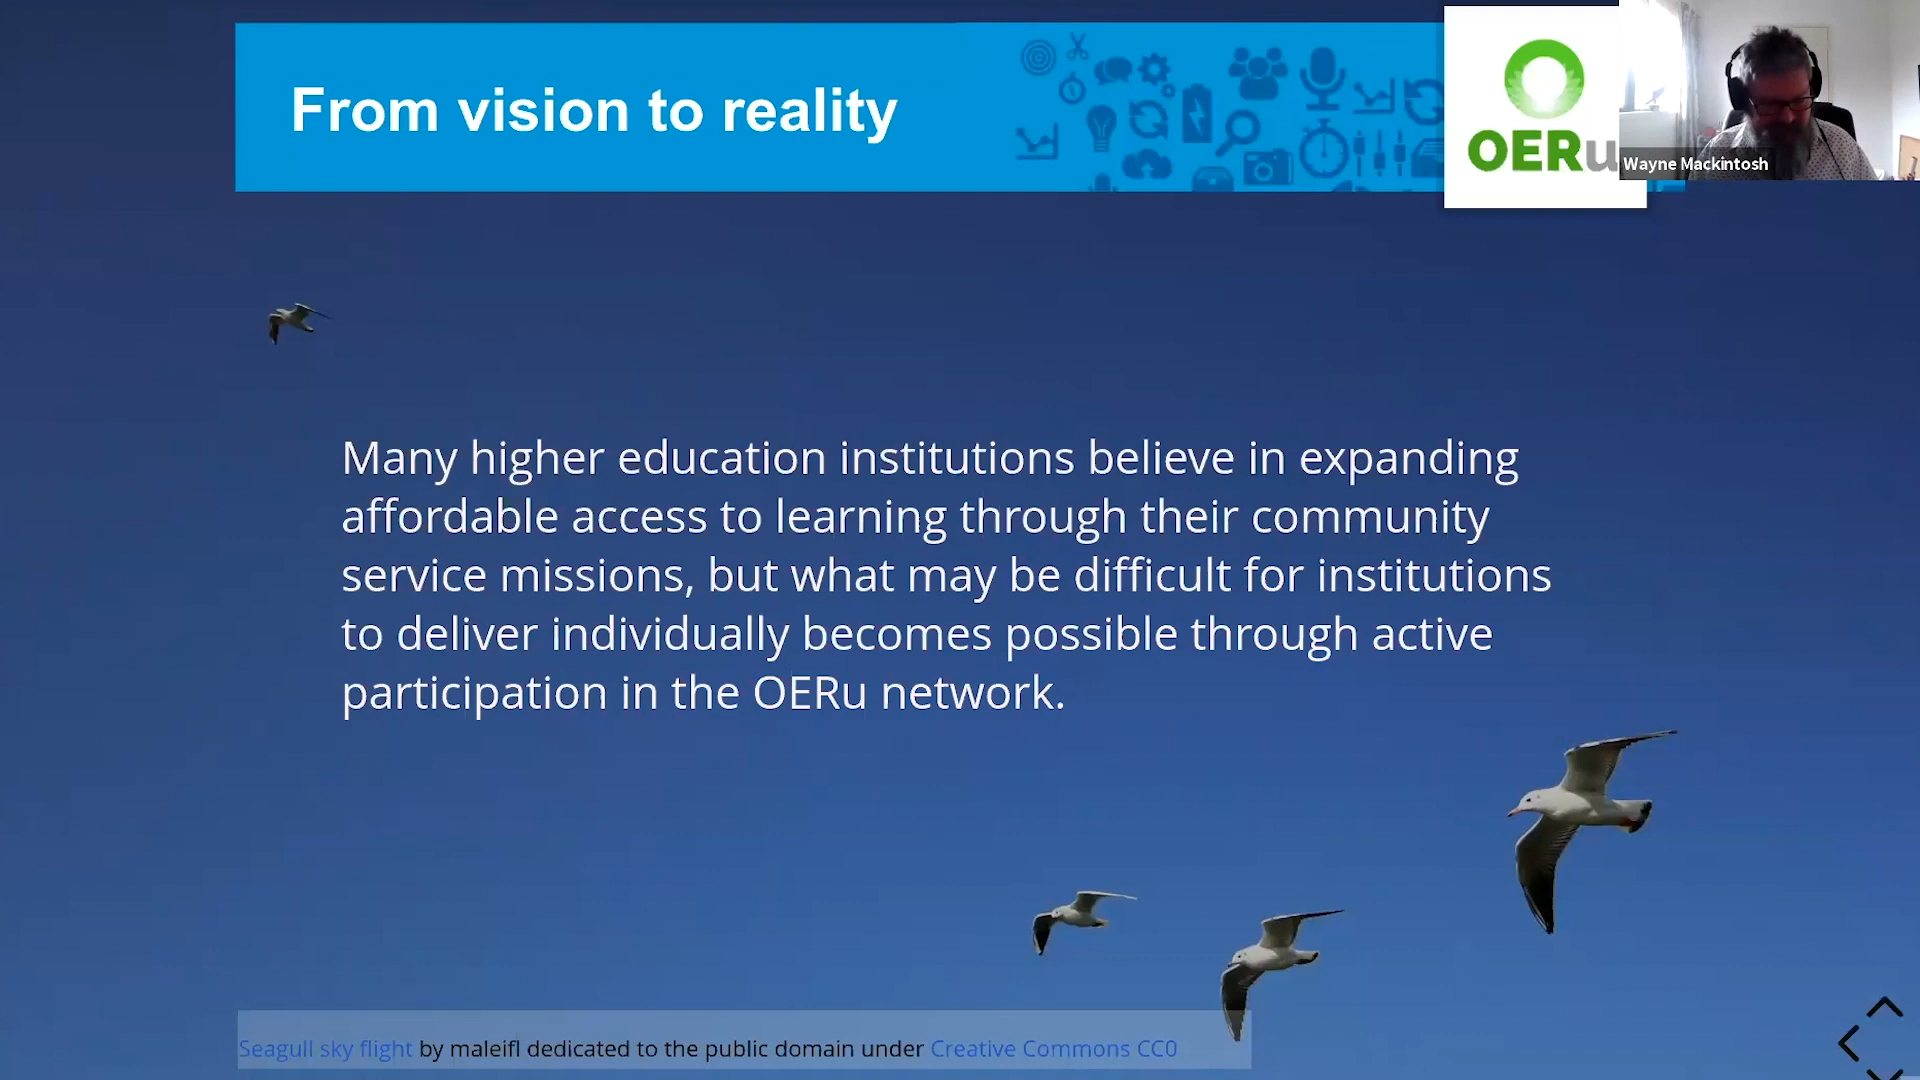 From vision to reality
OERu
Wayne Mackintosh
Many higher education institutions believe in expanding
affordable access to learning through their community
service missions, but what may be difficult for institutions
to deliver individually becomes possible through active
participation in the OERu network.
Seagull sky flight by maleifl dedicated to the public domain under Creative Commons CC0